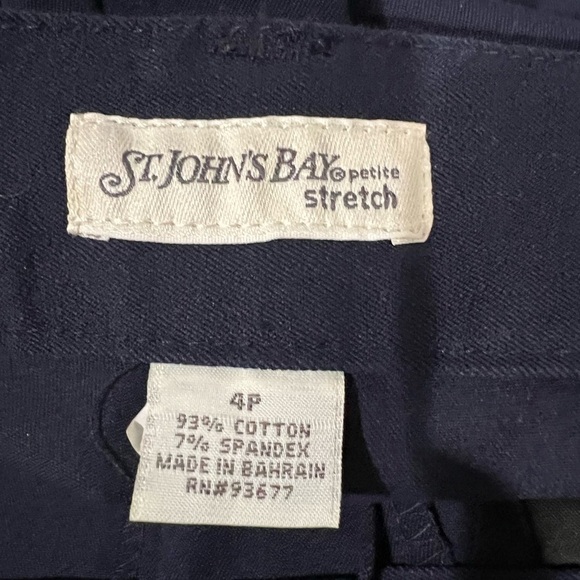 ST. JOHN'S BAY® petite
stretch
4P
93% COTTON
7% SPANDEX
MADE IN BAHRAIN
RN#93677